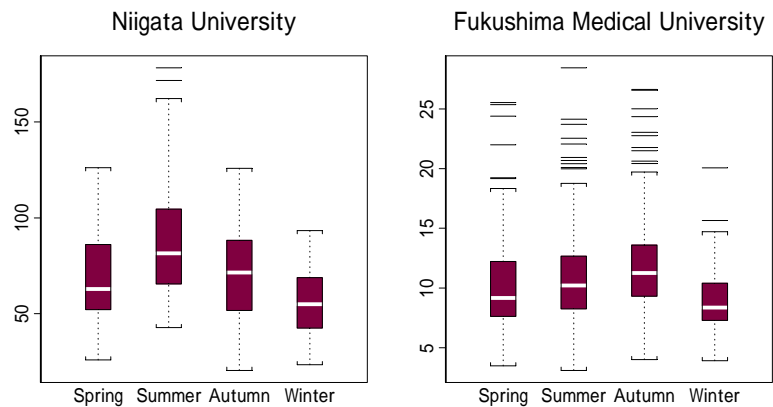 Niigata University
150
100
50
Spring Summer Autumn Winter
Fukushima Medical University
25
20
15
10
5
Spring Summer Autumn Winter